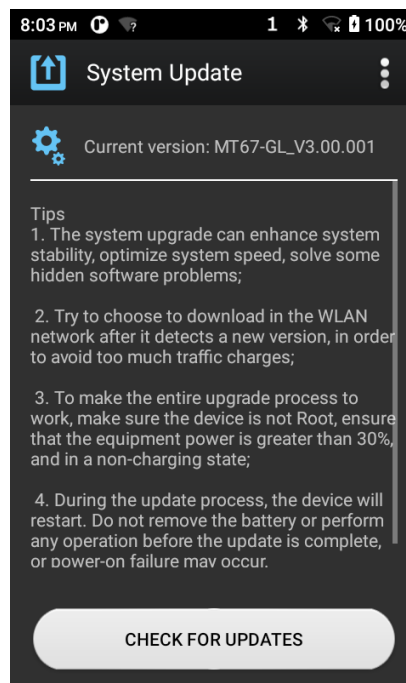 8:03 PM 1 100%
System Update
Current version: MT67-GL_V3.00.001
Tips
1. The system upgrade can enhance system
stability, optimize system speed, solve some
hidden software problems;
2. Try to choose to download in the WLAN
network after it detects a new version, in order
to avoid too much traffic charges;
3. To make the entire upgrade process to
work, make sure the device is not Root, ensure
that the equipment power is greater than 30%,
and in a non-charging state;
4. During the update process, the device will
restart. Do not remove the battery or perform
any operation before the update is complete,
or power-on failure may occur.
CHECK FOR UPDATES